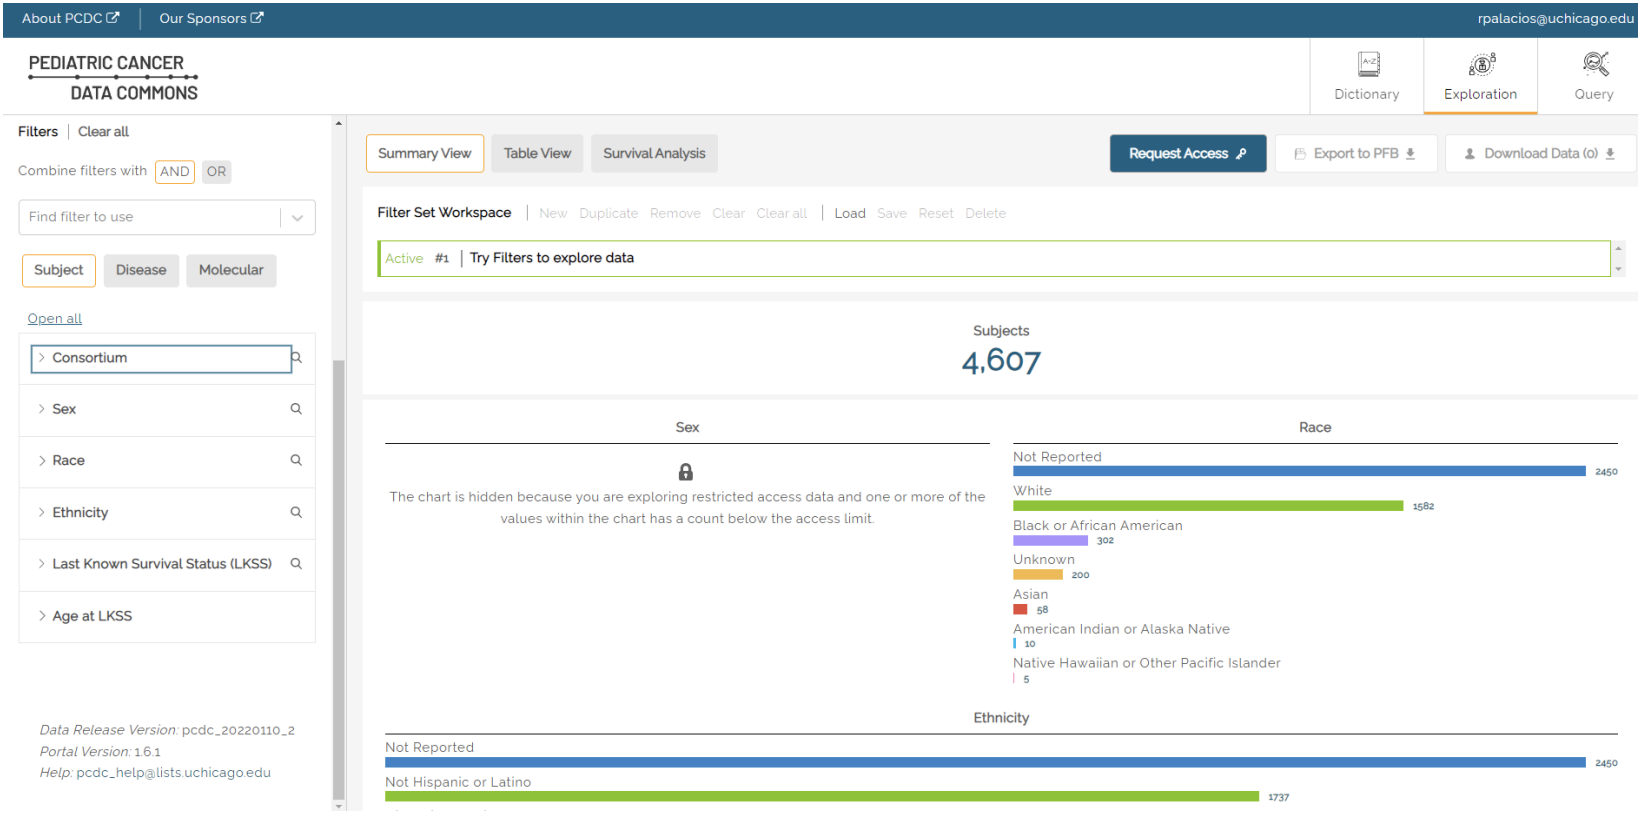 About PCDC
Our Sponsors
rpalacios@uchicago.edu
PEDIATRIC CANCER
DATA COMMONS
A-Z
Dictionary
Exploration
Query
Filters | Clear all
Combine filters with AND OR
Find filter to use
Subject Disease Molecular
Open all
Consortium
Sex
Race
Ethnicity
Last Known Survival Status (LKSS)
Age at LKSS
Data Release Version: pcdc_20220110_2
Portal Version: 1.6.1
Help: pcdc_help@lists.uchicago.edu
Summary View Table View Survival Analysis
Request Access Export to PFB Download Data (0)
Filter Set Workspace | New Duplicate Remove Clear Clear all | Load Save Reset Delete
Active #1 | Try Filters to explore data
Subjects
4,607
Sex
The chart is hidden because you are exploring restricted access data and one or more of the
values within the chart has a count below the access limit.
Race
Not Reported
2450
White
1582
Black or African American
302
Unknown
200
Asian
58
American Indian or Alaska Native
10
Native Hawaiian or Other Pacific Islander
5
Ethnicity
Not Reported
2450
Not Hispanic or Latino
1737